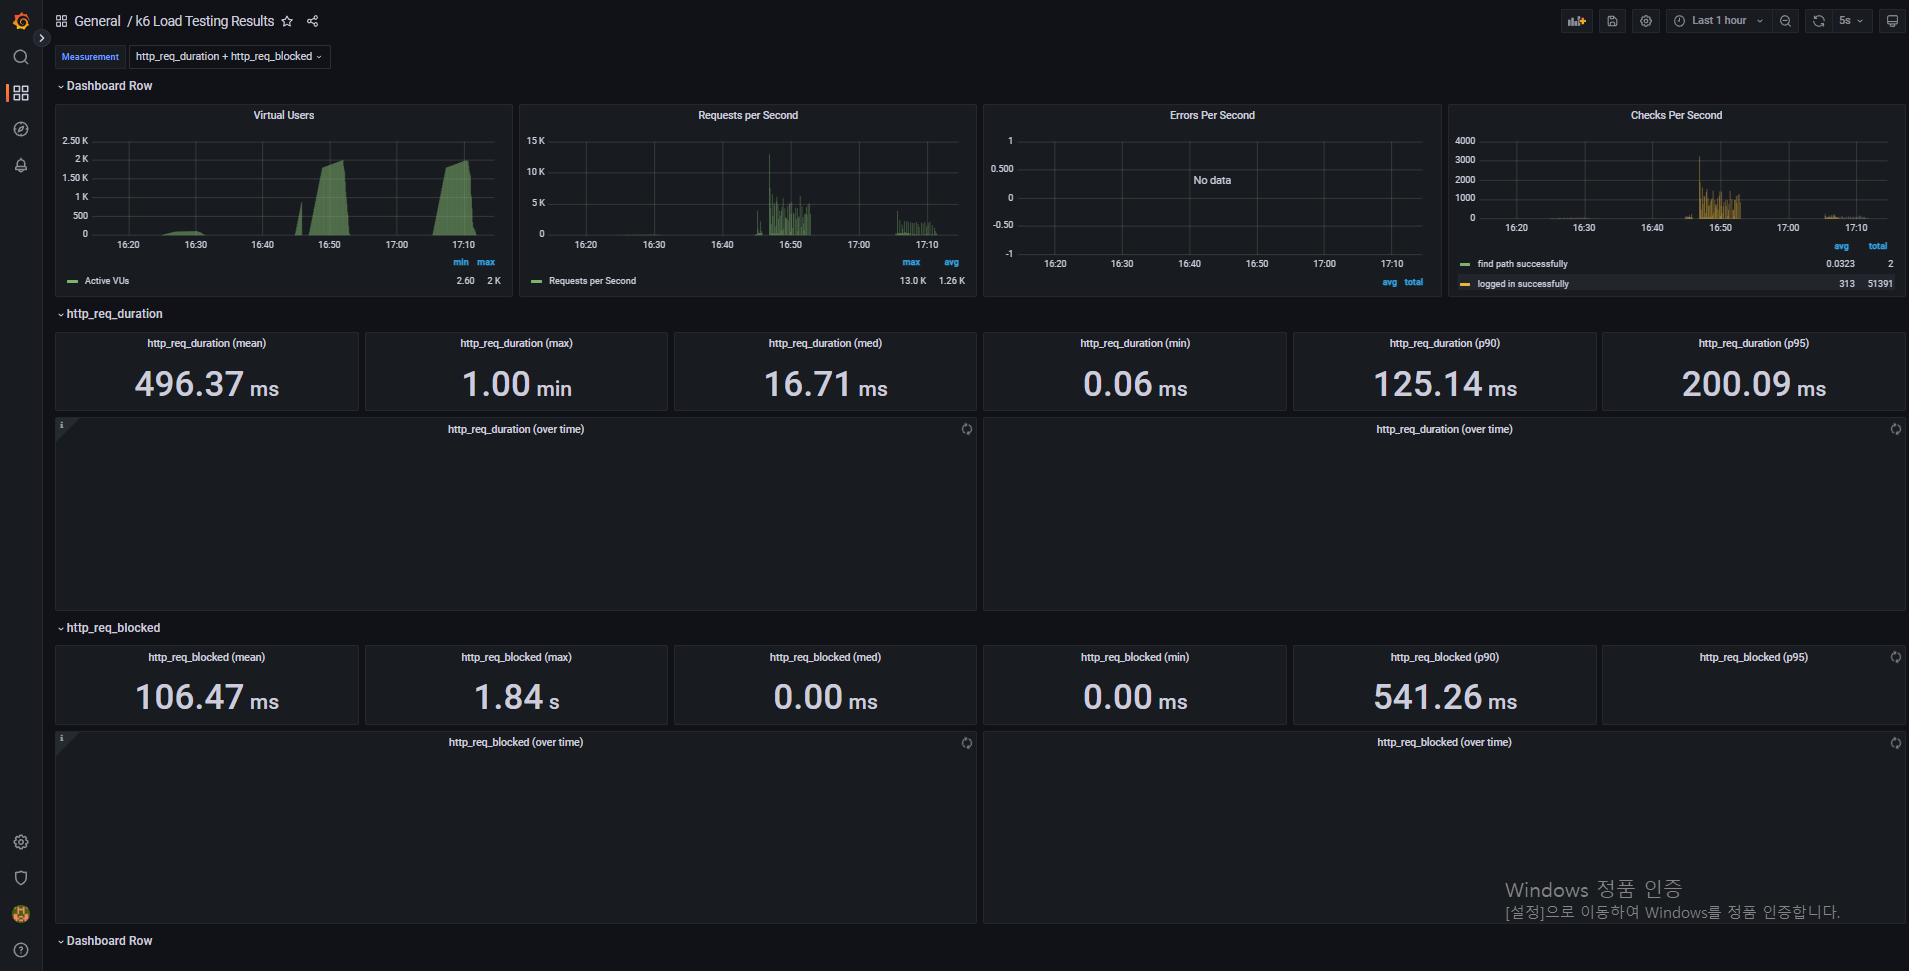 General / k6 Load Testing Results
Last 1 hour
5s
Measurement
http_req_duration + http_req_blocked
Dashboard Row
Virtual Users
2.50 K
2 K
1.50 K
1 K
500
0
16:20 16:30 16:40 16:50 17:00 17:10
min max
Active VUs 2.60 2 K
Requests per Second
15 K
10 K
5 K
0
16:20 16:30 16:40 16:50 17:00 17:10
max avg
Requests per Second 13.0 K 1.26 K
Errors Per Second
1
0.500
0
-0.50
-1
No data
16:20 16:30 16:40 16:50 17:00 17:10
avg total
Checks Per Second
4000
3000
2000
1000
0
16:20 16:30 16:40 16:50 17:00 17:10
avg total
find path successfully 0.0323 2
logged in successfully 313 51391
http_req_duration
http_req_duration (mean)
496.37 ms
http_req_duration (max)
1.00 min
http_req_duration (med)
16.71 ms
http_req_duration (min)
0.06 ms
http_req_duration (p90)
125.14 ms
http_req_duration (p95)
200.09 ms
http_req_duration (over time)
http_req_duration (over time)
http_req_blocked
http_req_blocked (mean)
106.47 ms
http_req_blocked (max)
1.84 s
http_req_blocked (med)
0.00 ms
http_req_blocked (min)
0.00 ms
http_req_blocked (p90)
541.26 ms
http_req_blocked (p95)
http_req_blocked (over time)
http_req_blocked (over time)
Windows 정품 인증
[설정]으로 이동하여 Windows를 정품 인증합니다.
Dashboard Row